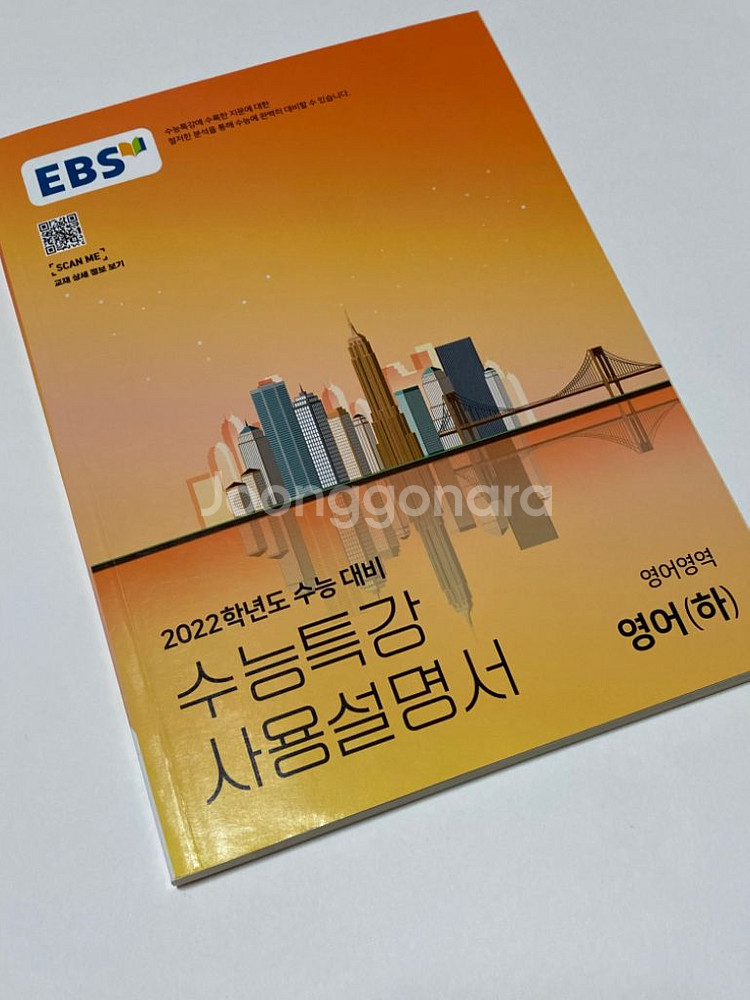 수능특강에 수록한 지문에 대한
철저한 분석을 통해 수능에 완벽히 대비할 수 있습니다.
EBS
SCAN ME
교재 상세 정보 보기
Joonggonara
2022학년도 수능 대비
수능특강
사용설명서
영어영역
영어(하)